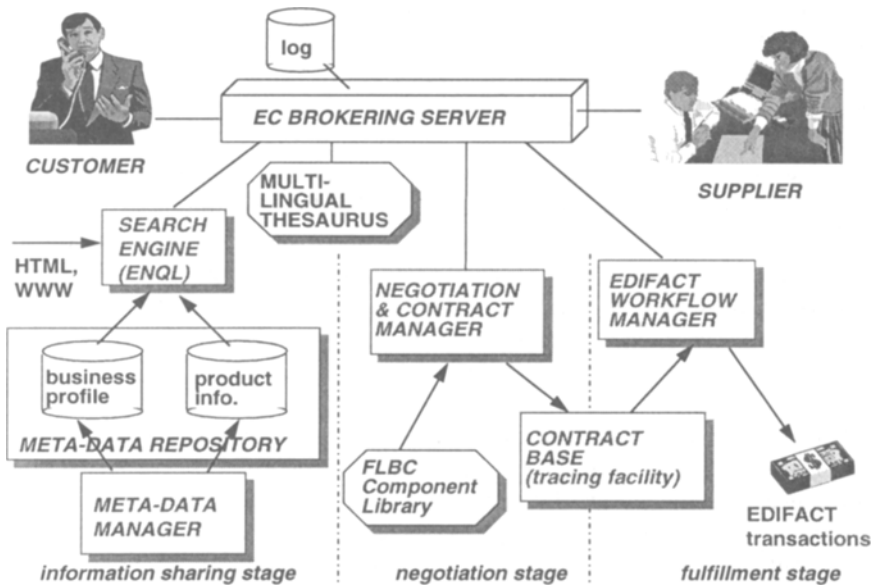 log
EC BROKERING SERVER
CUSTOMER
SUPPLIER
MULTI-
LINGUAL
THESAURUS
SEARCH
ENGINE
(ENQL)
HTML,
WWW
business
profile
product
info.
META-DATA REPOSITORY
META-DATA
MANAGER
information sharing stage
NEGOTIATION
& CONTRACT
MANAGER
FLBC
Component
Library
negotiation stage
EDIFACT
WORKFLOW
MANAGER
CONTRACT
BASE
(tracing facility)
EDIFACT
transactions
fulfillment stage